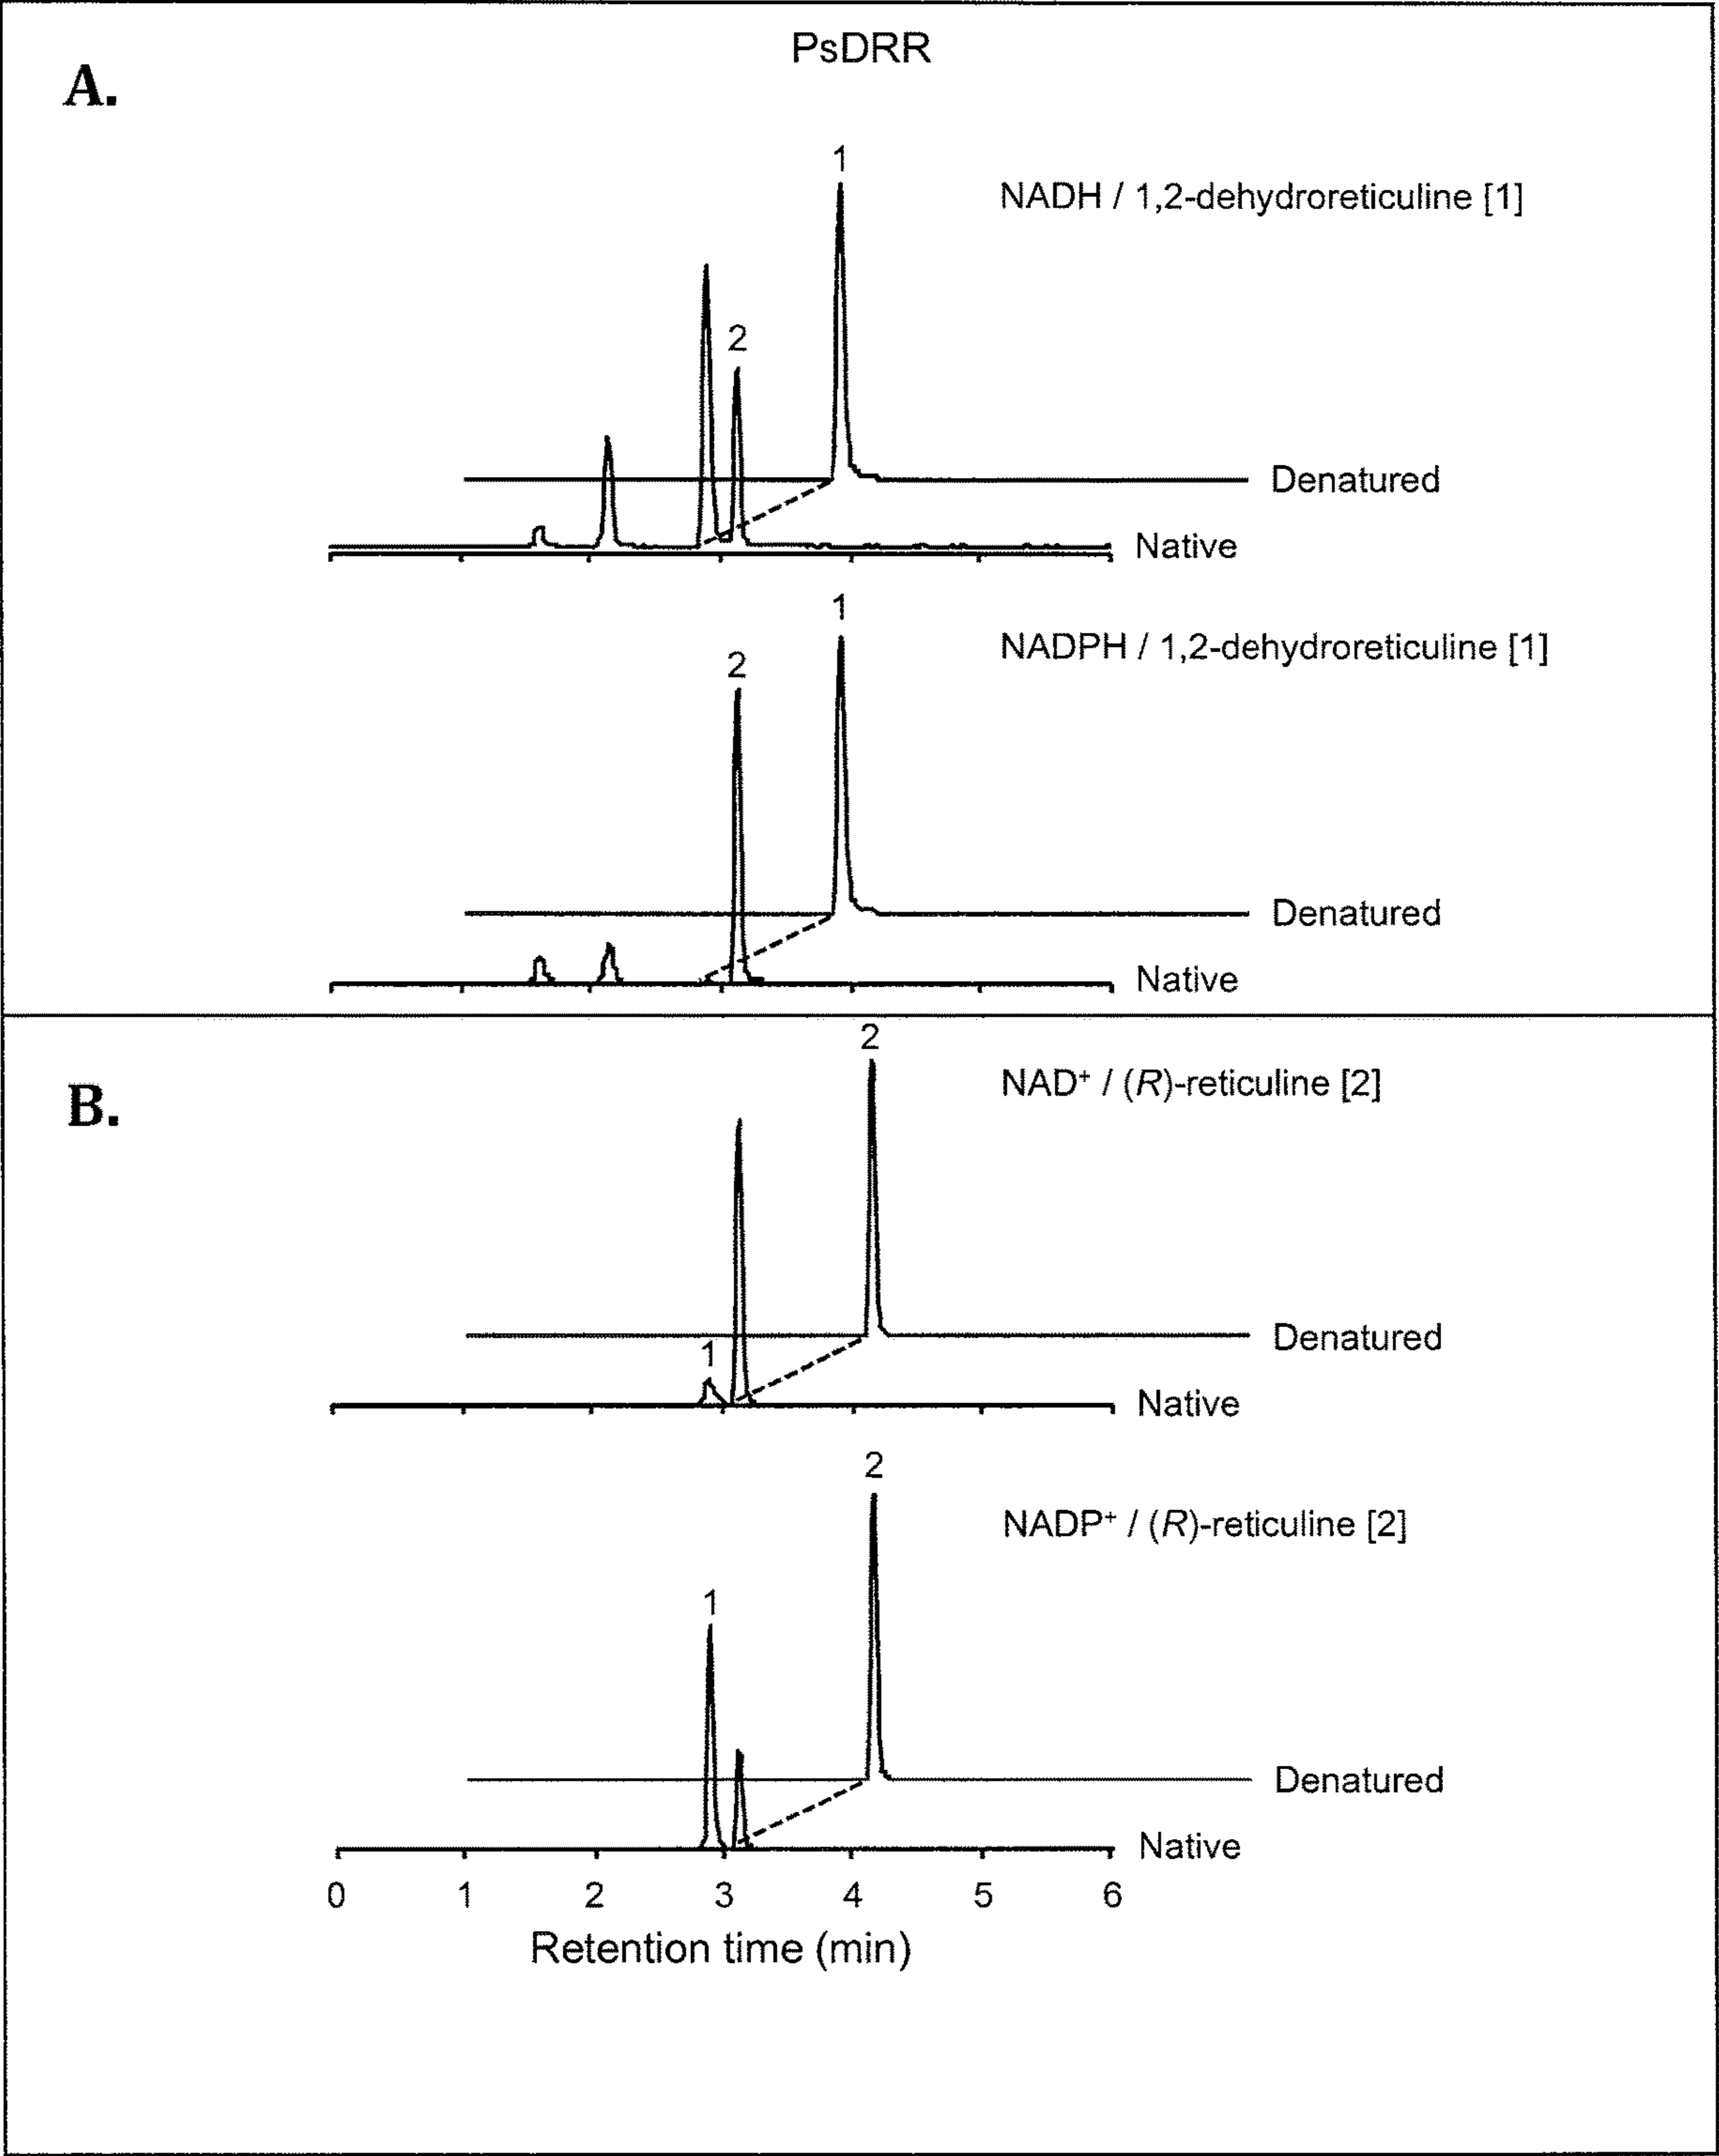 PsDRR
A.
1
NADH / 1,2-dehydroreticuline [1]
2
Denatured
Native
1
NADPH / 1,2-dehydroreticuline [1]
2
Denatured
Native
B.
2
NAD⁺ / (R)-reticuline [2]
Denatured
1
Native
2
NADP⁺ / (R)-reticuline [2]
1
Denatured
Native
0 1 2 3 4 5 6
Retention time (min)